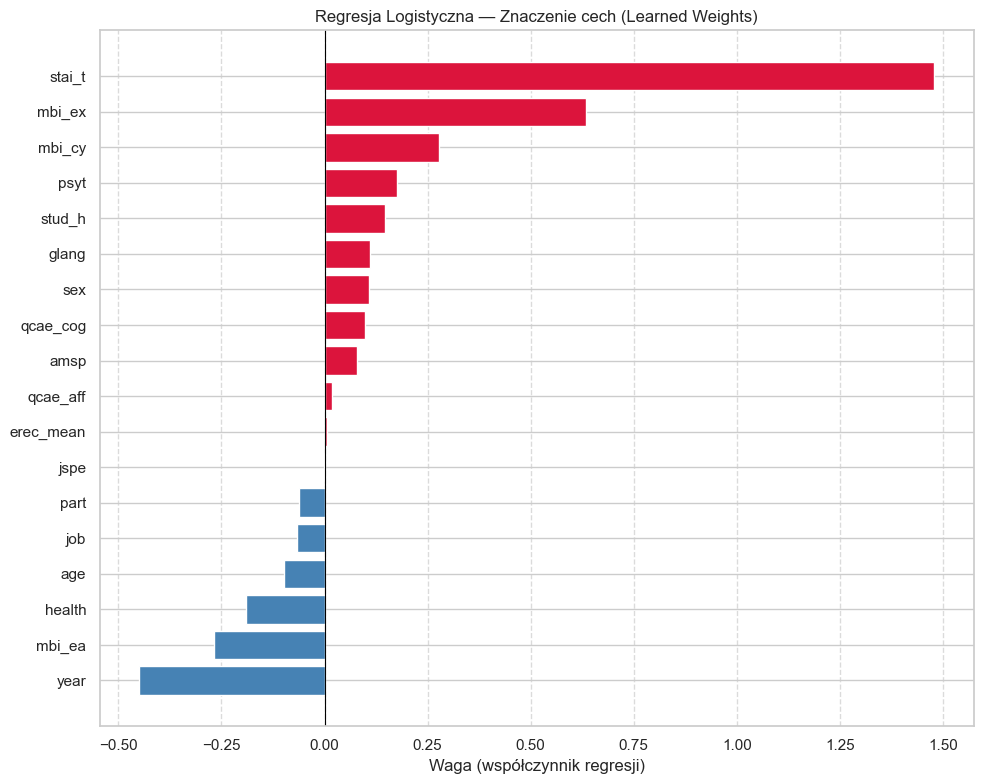 Regresja Logistyczna — Znaczenie cech (Learned Weights)
stai_t
mbi_ex
mbi_cy
psyt
stud_h
glang
sex
qcae_cog
amsp
qcae_aff
erec_mean
jspe
part
job
age
health
mbi_ea
year
−0.50 −0.25 0.00 0.25 0.50 0.75 1.00 1.25 1.50
Waga (współczynnik regresji)